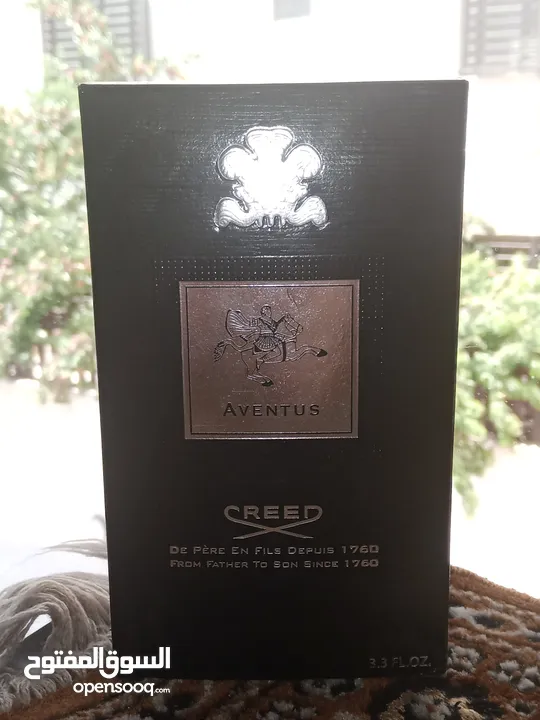 AVENTUS
CREED
DE PÈRE EN FILS DEPUIS 1760
FROM FATHER TO SON SINCE 1760
3.3 FL.OZ.
السوق المفتوح
opensooq.com